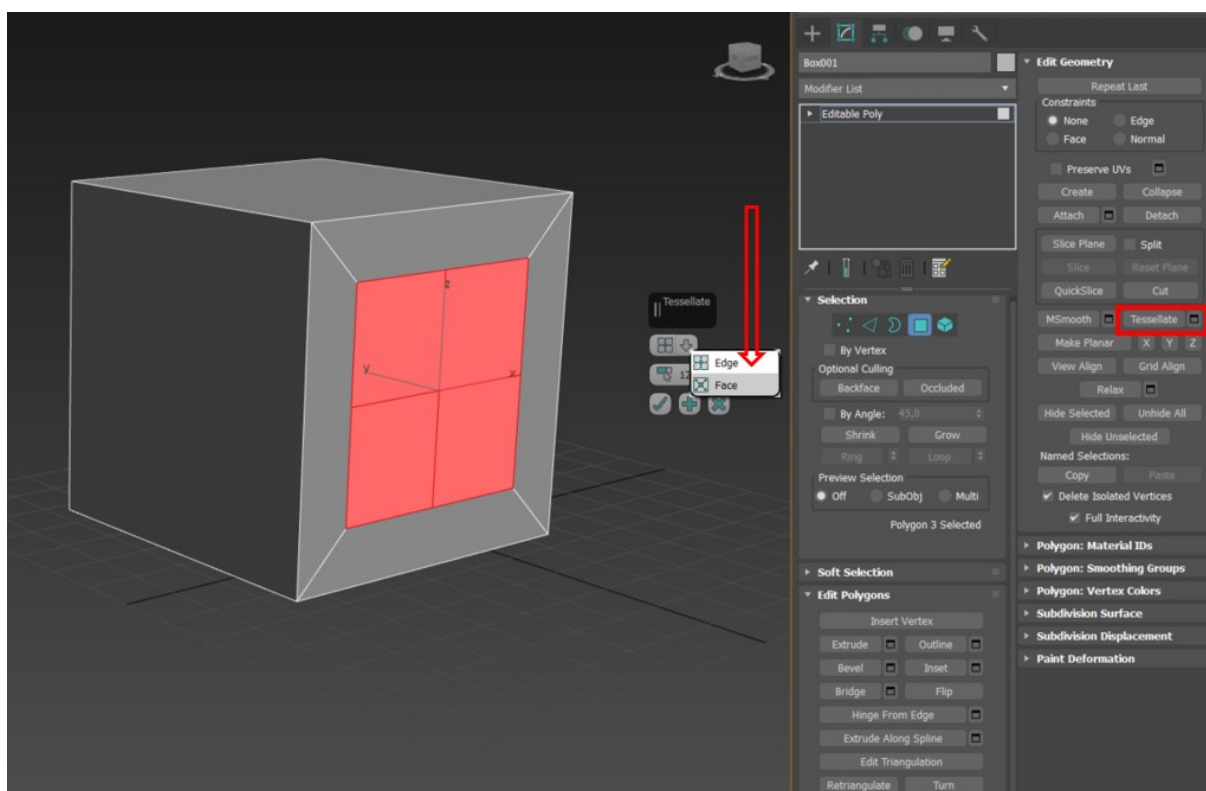 Box001
Modifier List
Editable Poly
Selection
By Vertex
Optional Culling
Backface Occluded
By Angle: 45,0
Shrink Grow
Ring Loop
Preview Selection
Off SubObj Multi
Polygon 3 Selected
Soft Selection
Edit Polygons
Insert Vertex
Extrude Outline
Bevel Inset
Bridge Flip
Hinge From Edge
Extrude Along Spline
Edit Triangulation
Retriangulate Turn
Edit Geometry
Repeat Last
Constraints
None Edge
Face Normal
Preserve UVs
Create Collapse
Attach Detach
Slice Plane Split
Slice Reset Plane
QuickSlice Cut
MSmooth Tessellate
Make Planar X Y Z
View Align Grid Align
Relax
Hide Selected Unhide All
Hide Unselected
Named Selections:
Copy Paste
Delete Isolated Vertices
Full Interactivity
Polygon: Material IDs
Polygon: Smoothing Groups
Polygon: Vertex Colors
Subdivision Surface
Subdivision Displacement
Paint Deformation
Tessellate
Edge
Face
z
y
x